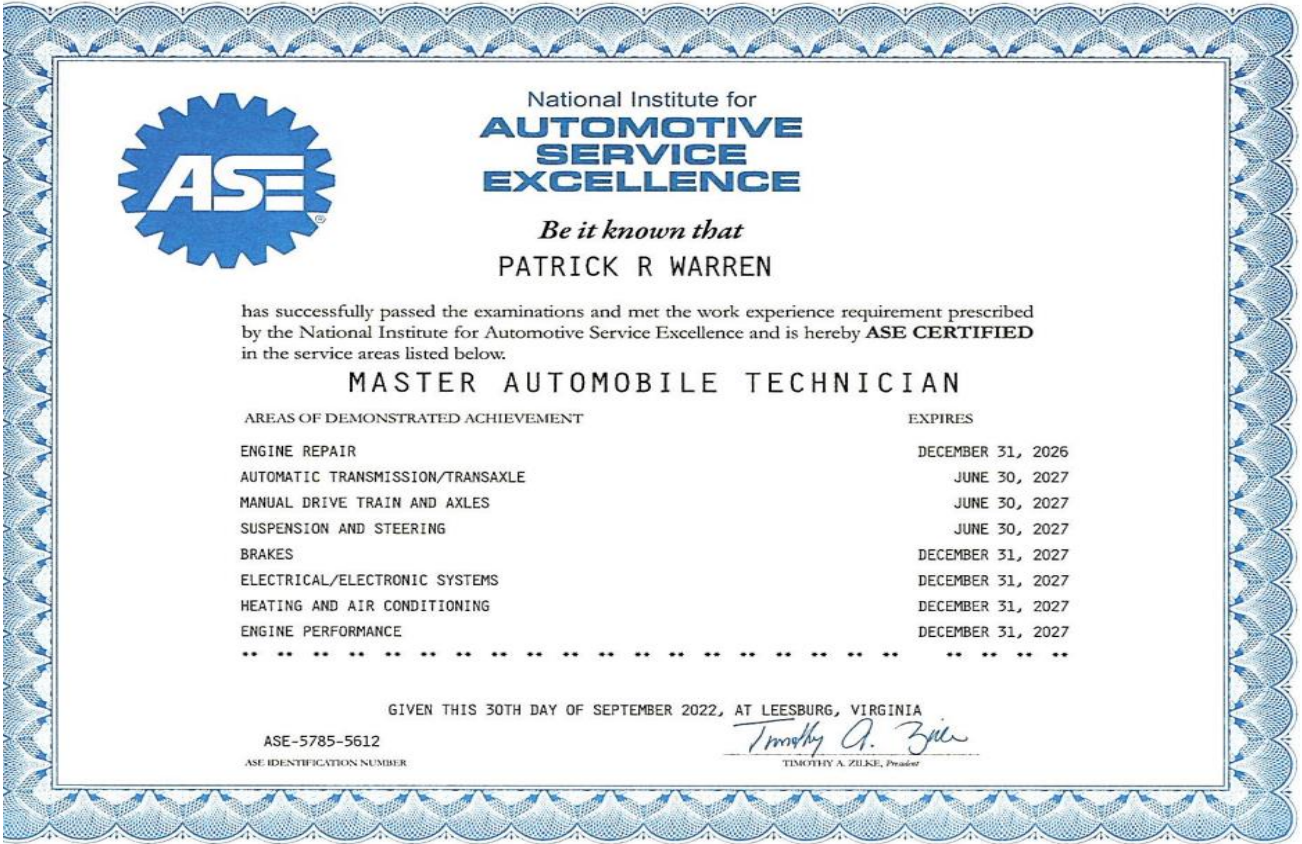 ASE®
National Institute for
AUTOMOTIVE
SERVICE
EXCELLENCE
Be it known that
PATRICK R WARREN
has successfully passed the examinations and met the work experience requirement prescribed
by the National Institute for Automotive Service Excellence and is hereby ASE CERTIFIED
in the service areas listed below.
MASTER AUTOMOBILE TECHNICIAN
AREAS OF DEMONSTRATED ACHIEVEMENT EXPIRES
ENGINE REPAIR DECEMBER 31, 2026
AUTOMATIC TRANSMISSION/TRANSAXLE JUNE 30, 2027
MANUAL DRIVE TRAIN AND AXLES JUNE 30, 2027
SUSPENSION AND STEERING JUNE 30, 2027
BRAKES DECEMBER 31, 2027
ELECTRICAL/ELECTRONIC SYSTEMS DECEMBER 31, 2027
HEATING AND AIR CONDITIONING DECEMBER 31, 2027
ENGINE PERFORMANCE DECEMBER 31, 2027
** ** ** ** ** ** ** ** ** ** ** ** ** ** ** ** ** ** ** ** ** ** **
GIVEN THIS 30TH DAY OF SEPTEMBER 2022, AT LEESBURG, VIRGINIA
Timothy A. Zilke
ASE-5785-5612
ASE IDENTIFICATION NUMBER
TIMOTHY A. ZILKE, President